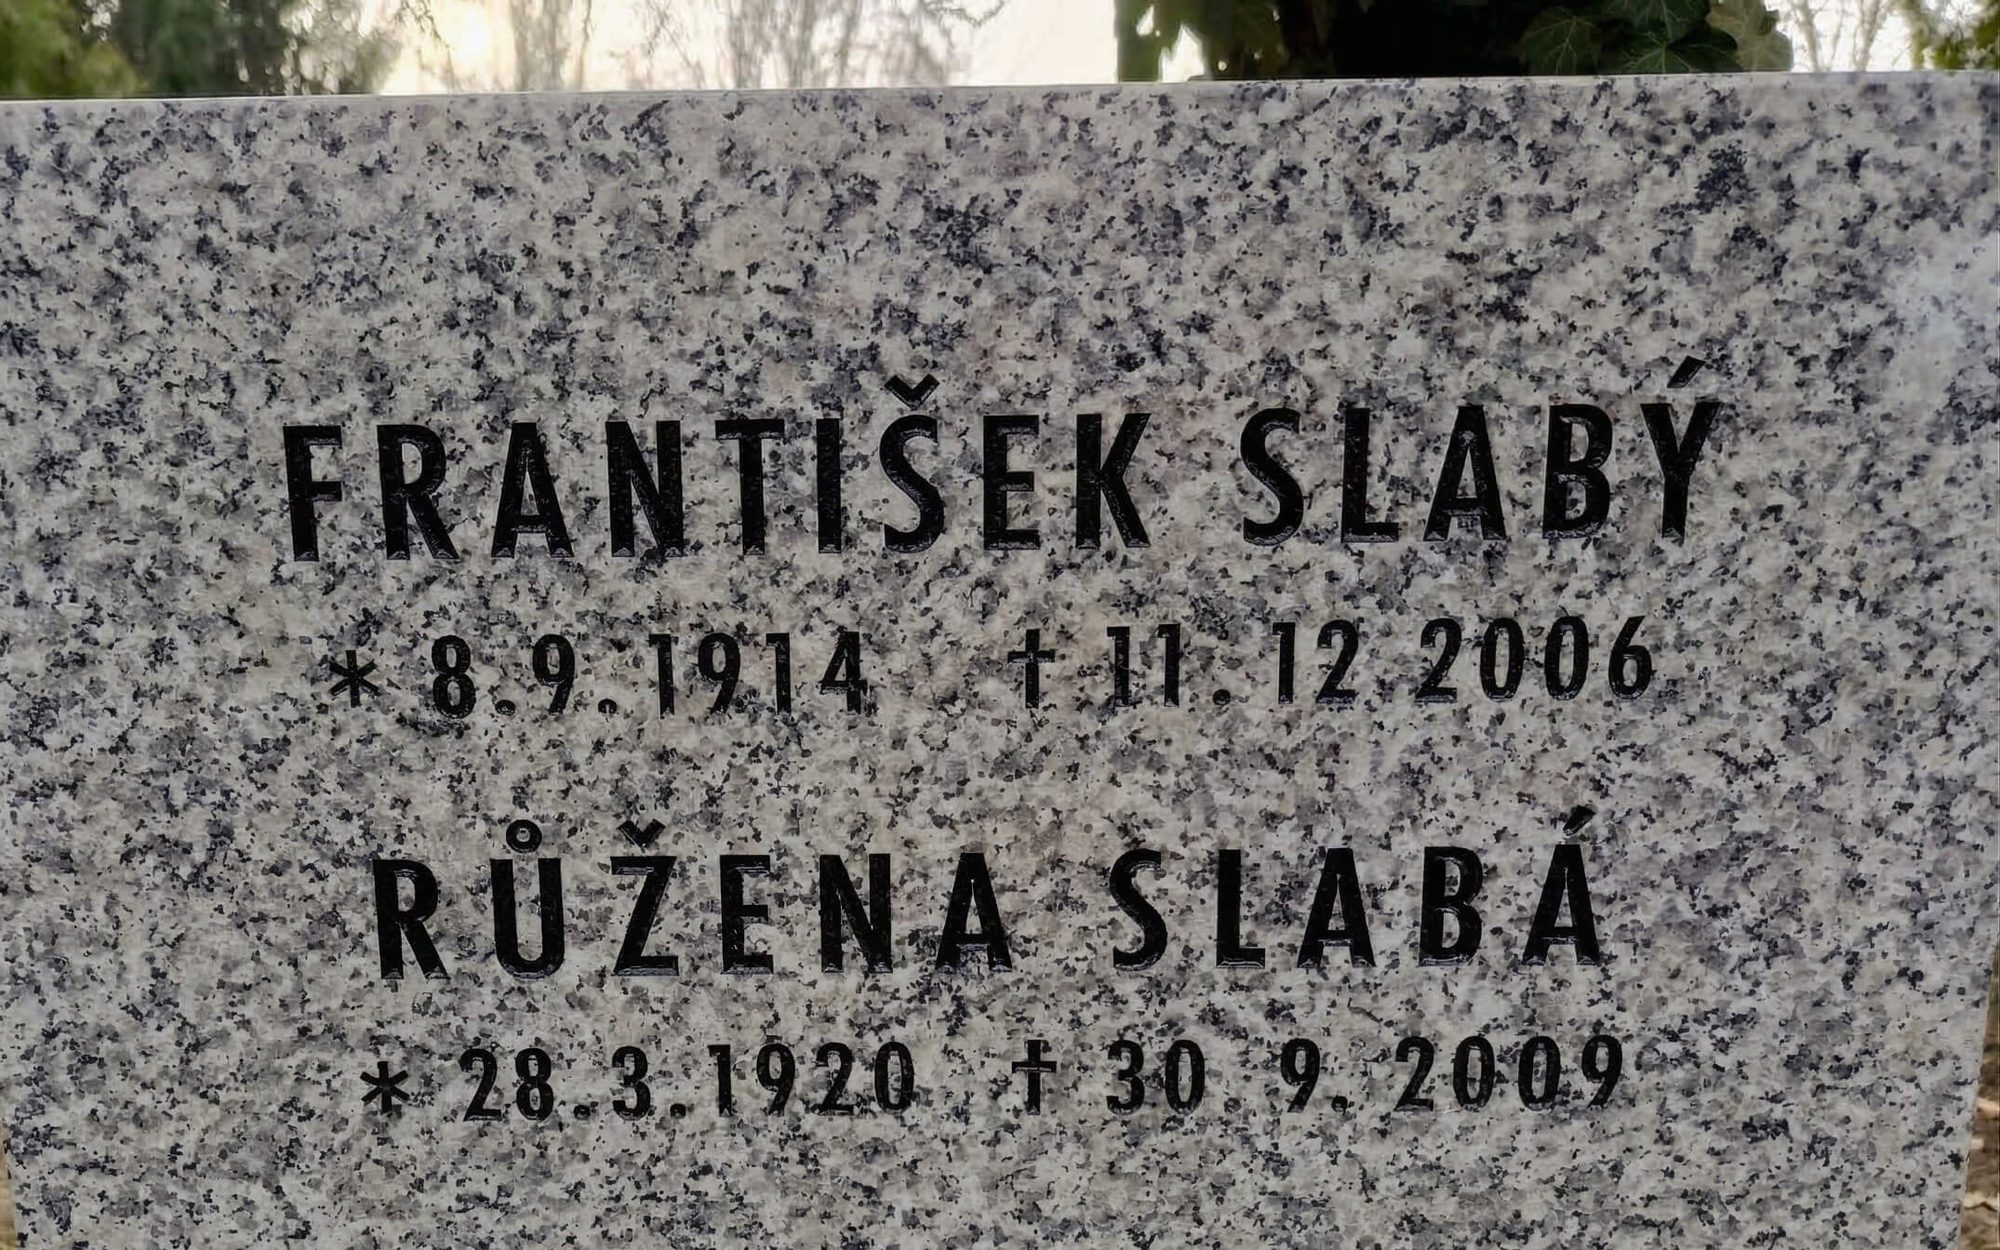 FRANTIŠEK SLABÝ
* 8.9.1914 † 11.12 2006
RŮŽENA SLABÁ
* 28.3.1920 † 30 9.2009